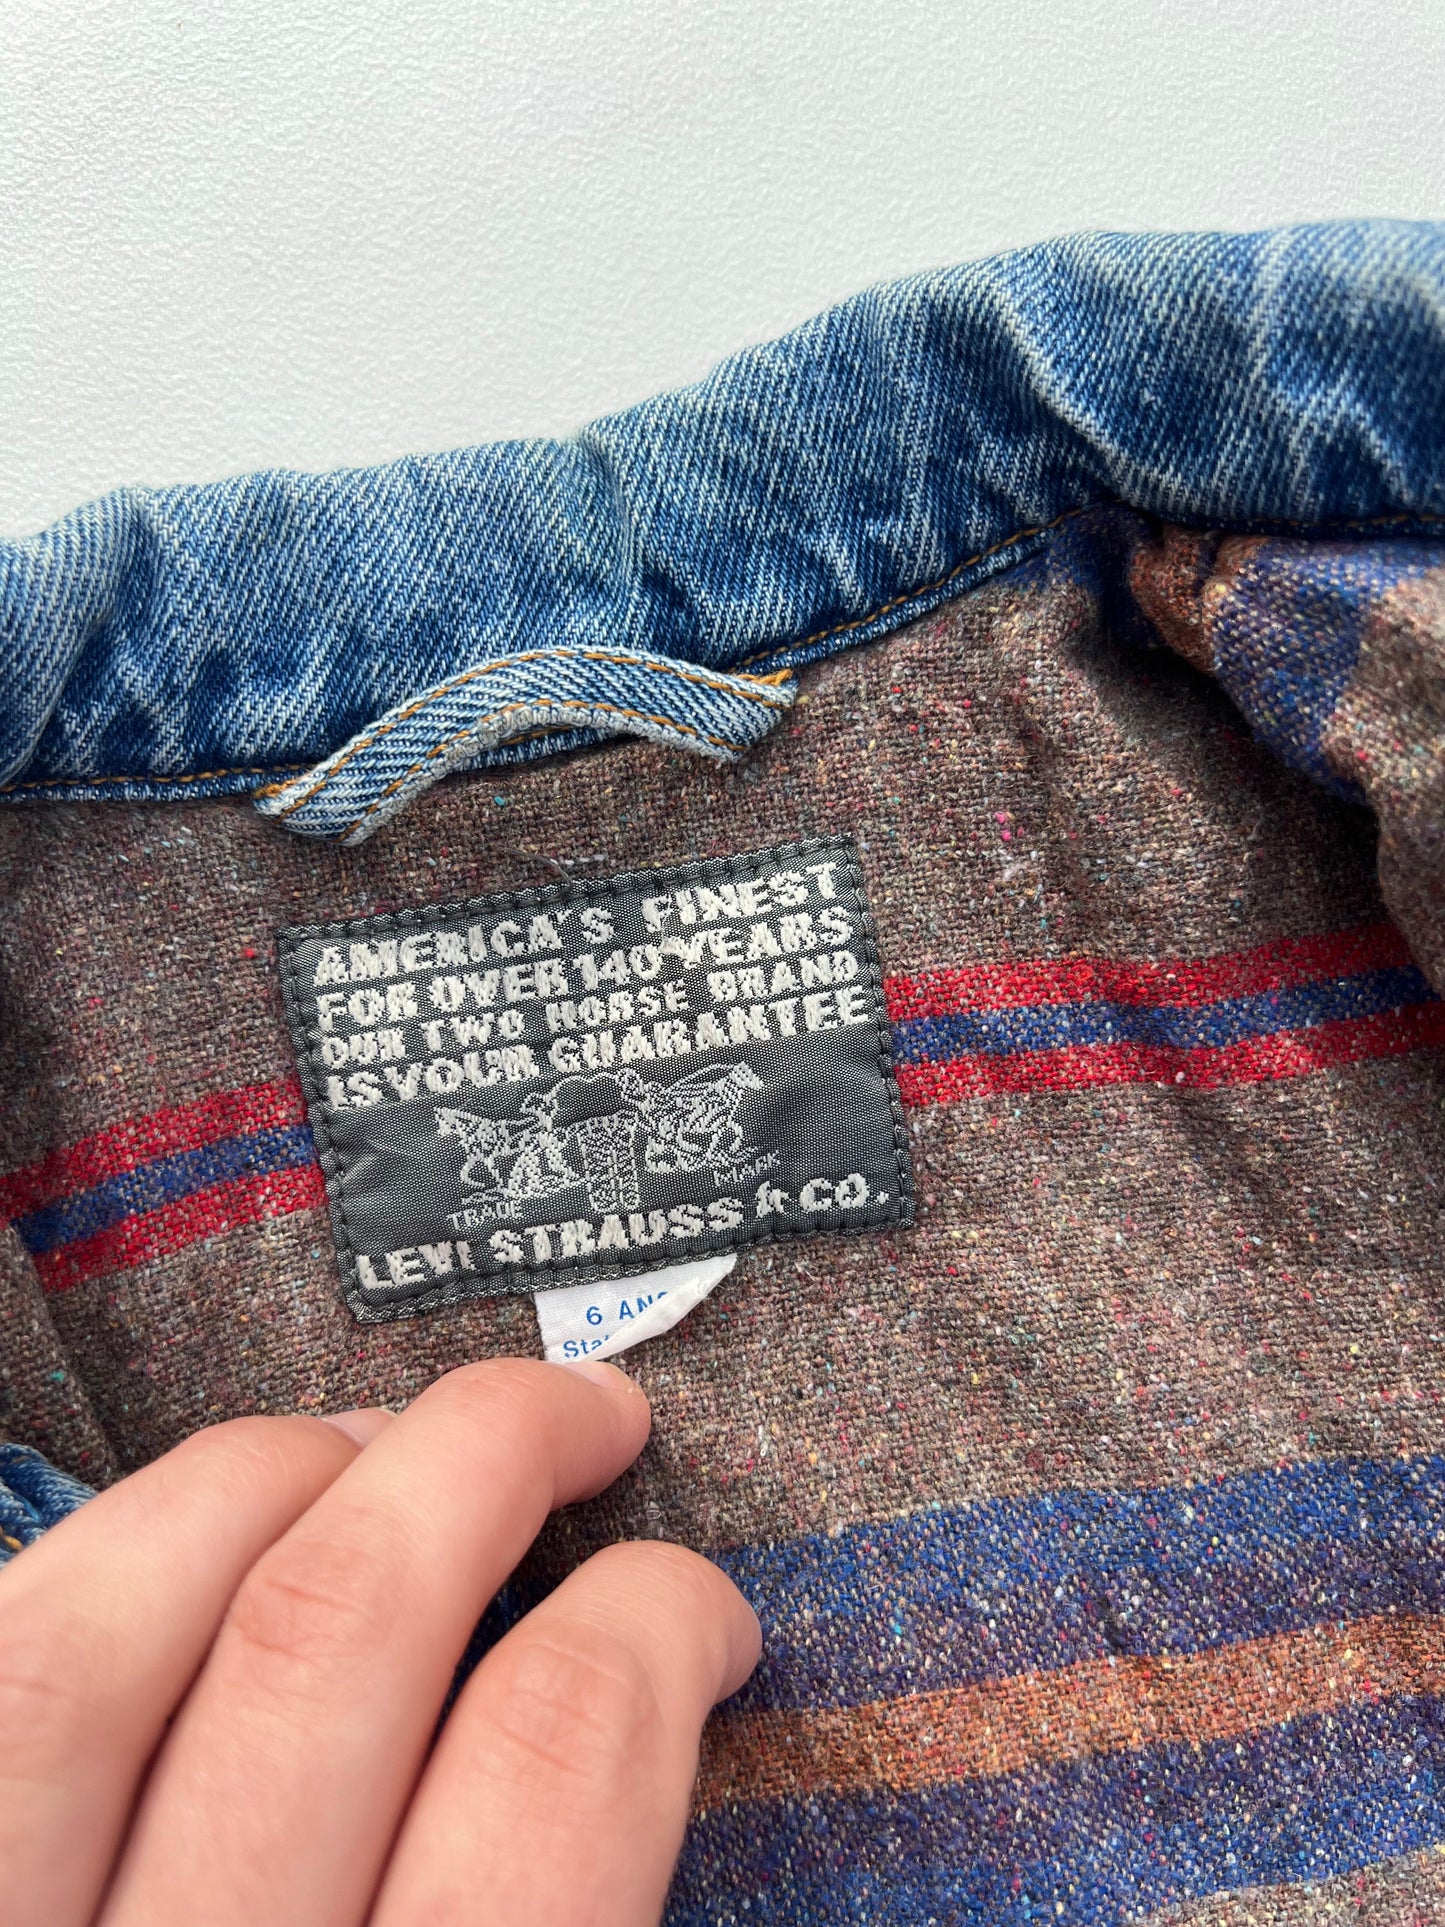 AMERICA'S FINEST
FOR OVER 140 YEARS
OUR TWO HORSE BRAND
IS YOUR GUARANTEE
TRADE MARK
LEVI STRAUSS & CO.
6